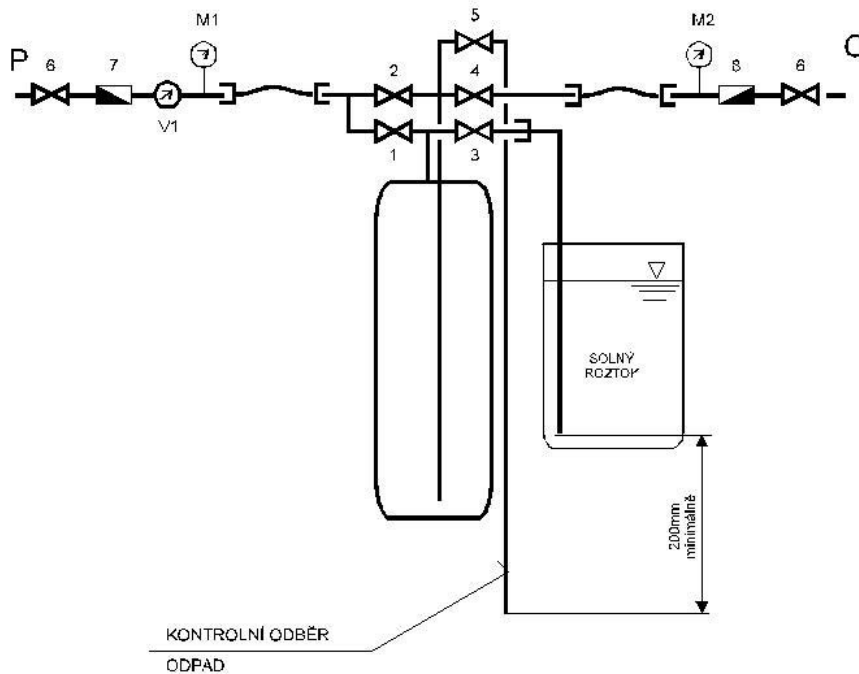 P
6
7
M1
V1
2
1
5
4
3
M2
8
6
SOLNÝ
ROZTOK
200mm
minimálně
KONTROLNÍ ODBĚR
ODPAD